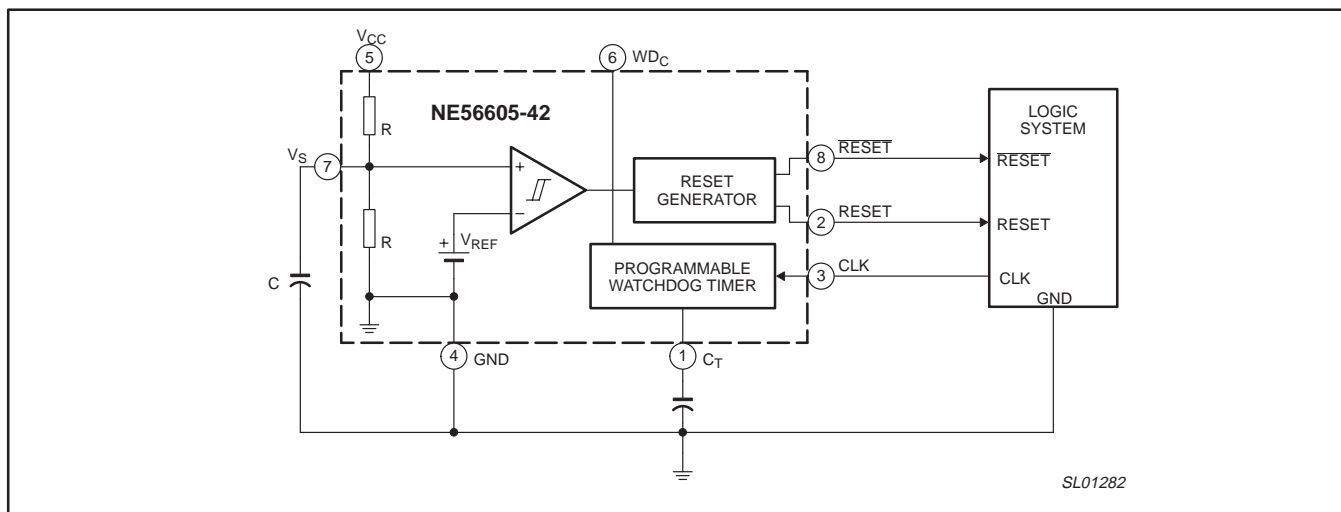 VCC
5
6 WDC
NE56605-42
R
VS 7
+
−
R
+ VREF
C
RESET
GENERATOR
PROGRAMMABLE
WATCHDOG TIMER
8 RESET
2 RESET
3 CLK
LOGIC
SYSTEM
RESET
RESET
CLK
GND
4 GND
1 CT
SL01282